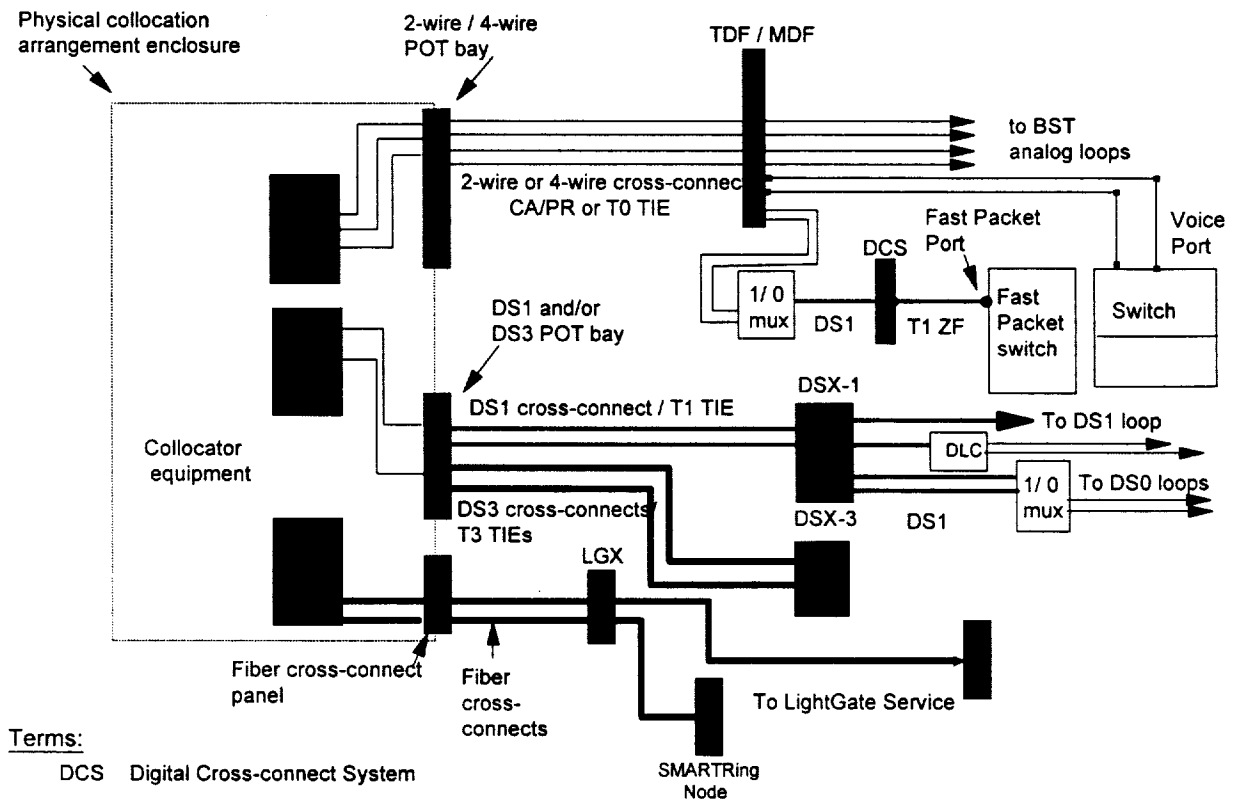 Physical collocation
arrangement enclosure
2-wire / 4-wire
POT bay
TDF / MDF
to BST
analog loops
2-wire or 4-wire cross-connec
CA/PR or T0 TIE
Fast Packet
Port
Voice
Port
DCS
1/ 0
mux
DS1
T1 ZF
Fast
Packet
switch
Switch
DS1 and/or
DS3 POT bay
DSX-1
DS1 cross-connect / T1 TIE
To DS1 loop
DLC
Collocator
equipment
1/ 0
mux
To DS0 loops
DS3 cross-connects/
T3 TIEs
DSX-3
DS1
LGX
Fiber cross-connect
panel
Fiber
cross-
connects
To LightGate Service
SMARTRing
Node
Terms:
DCS Digital Cross-connect System